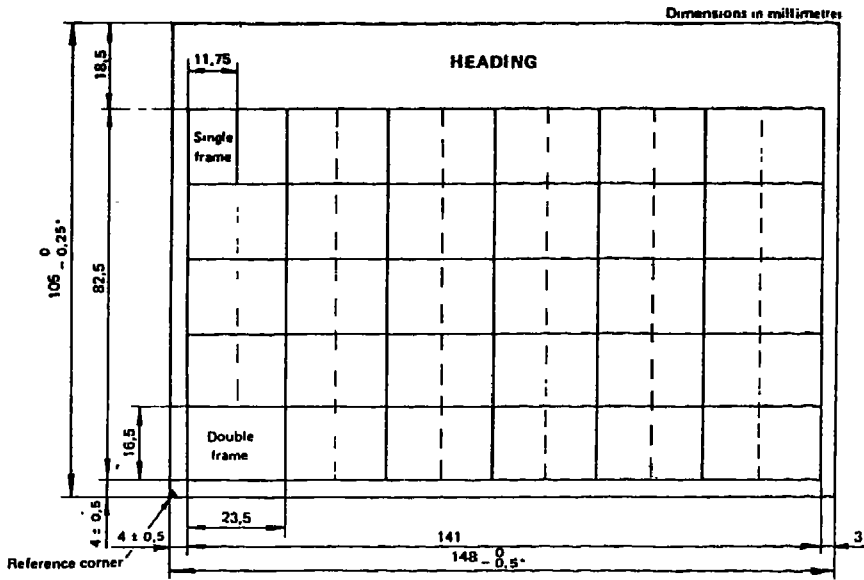 Dimensions in millimetres
18,5
11,75
HEADING
Single
frame
105 0 – 0,25*
82,5
16,5
Double
frame
4 ± 0,5
4 ± 0,5
23,5
141
3
Reference corner
148 0 – 0,5*